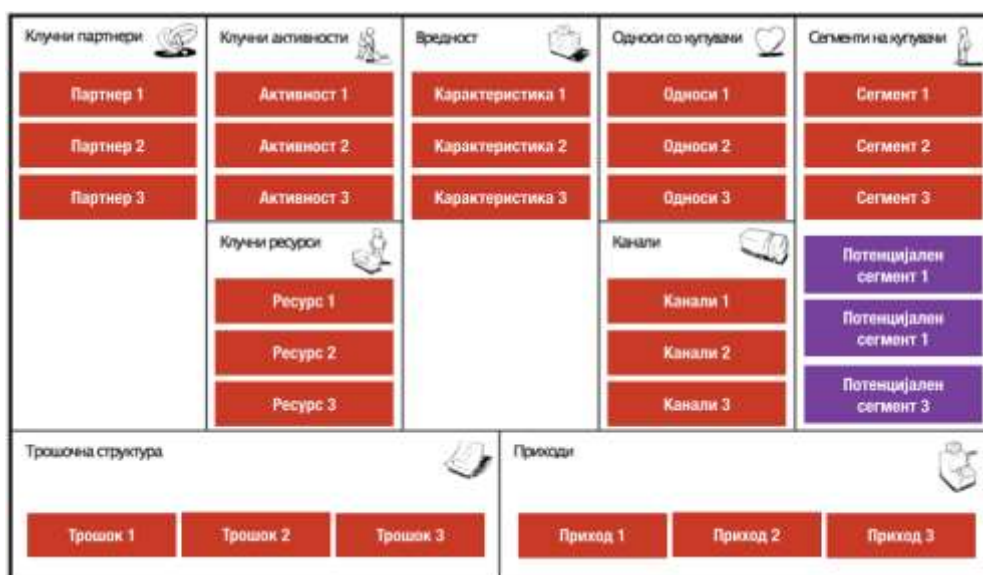 Клучни партнери
Партнер 1
Партнер 2
Партнер 3
Клучни активности
Активност 1
Активност 2
Активност 3
Клучни ресурси
Ресурс 1
Ресурс 2
Ресурс 3
Вредност
Карактеристика 1
Карактеристика 2
Карактеристика 3
Односи со купувачи
Односи 1
Односи 2
Односи 3
Канали
Канали 1
Канали 2
Канали 3
Сегменти на купувачи
Сегмент 1
Сегмент 2
Сегмент 3
Потенцијален
сегмент 1
Потенцијален
сегмент 1
Потенцијален
сегмент 3
Трошочна структура
Трошок 1
Трошок 2
Трошок 3
Приходи
Приход 1
Приход 2
Приход 3